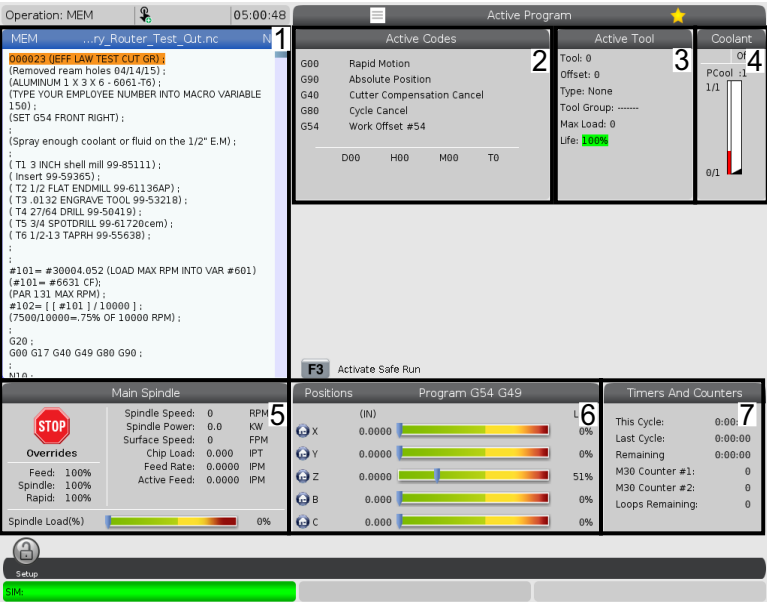 Operation: MEM
05:00:48
Active Program
MEM ...ry_Router_Test_Cut.nc N
1
O00023 (JEFF LAW TEST CUT GR) ;
(Removed ream holes 04/14/15) ;
(ALUMINUM 1 X 3 X 6 - 6061-T6) ;
(TYPE YOUR EMPLOYEE NUMBER INTO MACRO VARIABLE
150) ;
(SET G54 FRONT RIGHT) ;
;
(Spray enough coolant or fluid on the 1/2" E.M) ;
;
( T1 3 INCH shell mill 99-85111) ;
( Insert 99-59365) ;
( T2 1/2 FLAT ENDMILL 99-61136AP) ;
( T3 .0132 ENGRAVE TOOL 99-53218) ;
( T4 27/64 DRILL 99-50419) ;
( T5 3/4 SPOTDRILL 99-61720cem) ;
( T6 1/2-13 TAPRH 99-55638) ;
;
;
#101= #30004.052 (LOAD MAX RPM INTO VAR #601)
(#101= #6631 CF);
(PAR 131 MAX RPM) ;
#102= [ [ #101 ] / 10000 ] ;
(7500/10000=.75% OF 10000 RPM) ;
;
G20 ;
G00 G17 G40 G49 G80 G90 ;
;
N10 ;
Active Codes
2
G00 Rapid Motion
G90 Absolute Position
G40 Cutter Compensation Cancel
G80 Cycle Cancel
G54 Work Offset #54
D00 H00 M00 T0
Active Tool
3
Tool: 0
Offset: 0
Type: None
Tool Group: -------
Max Load: 0
Life: 100%
Coolant
4
PCool :1
1/1
0/1
F3 Activate Safe Run
Main Spindle
5
STOP
Overrides
Feed: 100%
Spindle: 100%
Rapid: 100%
Spindle Speed: 0 RPM
Spindle Power: 0.0 KW
Surface Speed: 0 FPM
Chip Load: 0.000 IPT
Feed Rate: 0.0000 IPM
Active Feed: 0.0000 IPM
Spindle Load(%) 0%
Positions Program G54 G49
6
(IN)
X 0.0000 0%
Y 0.0000 0%
Z 0.0000 51%
B 0.000 0%
C 0.000 0%
Timers And Counters
7
This Cycle: 0:00:
Last Cycle: 0:00:00
Remaining 0:00:00
M30 Counter #1: 0
M30 Counter #2: 0
Loops Remaining: 0
Setup
SIM: